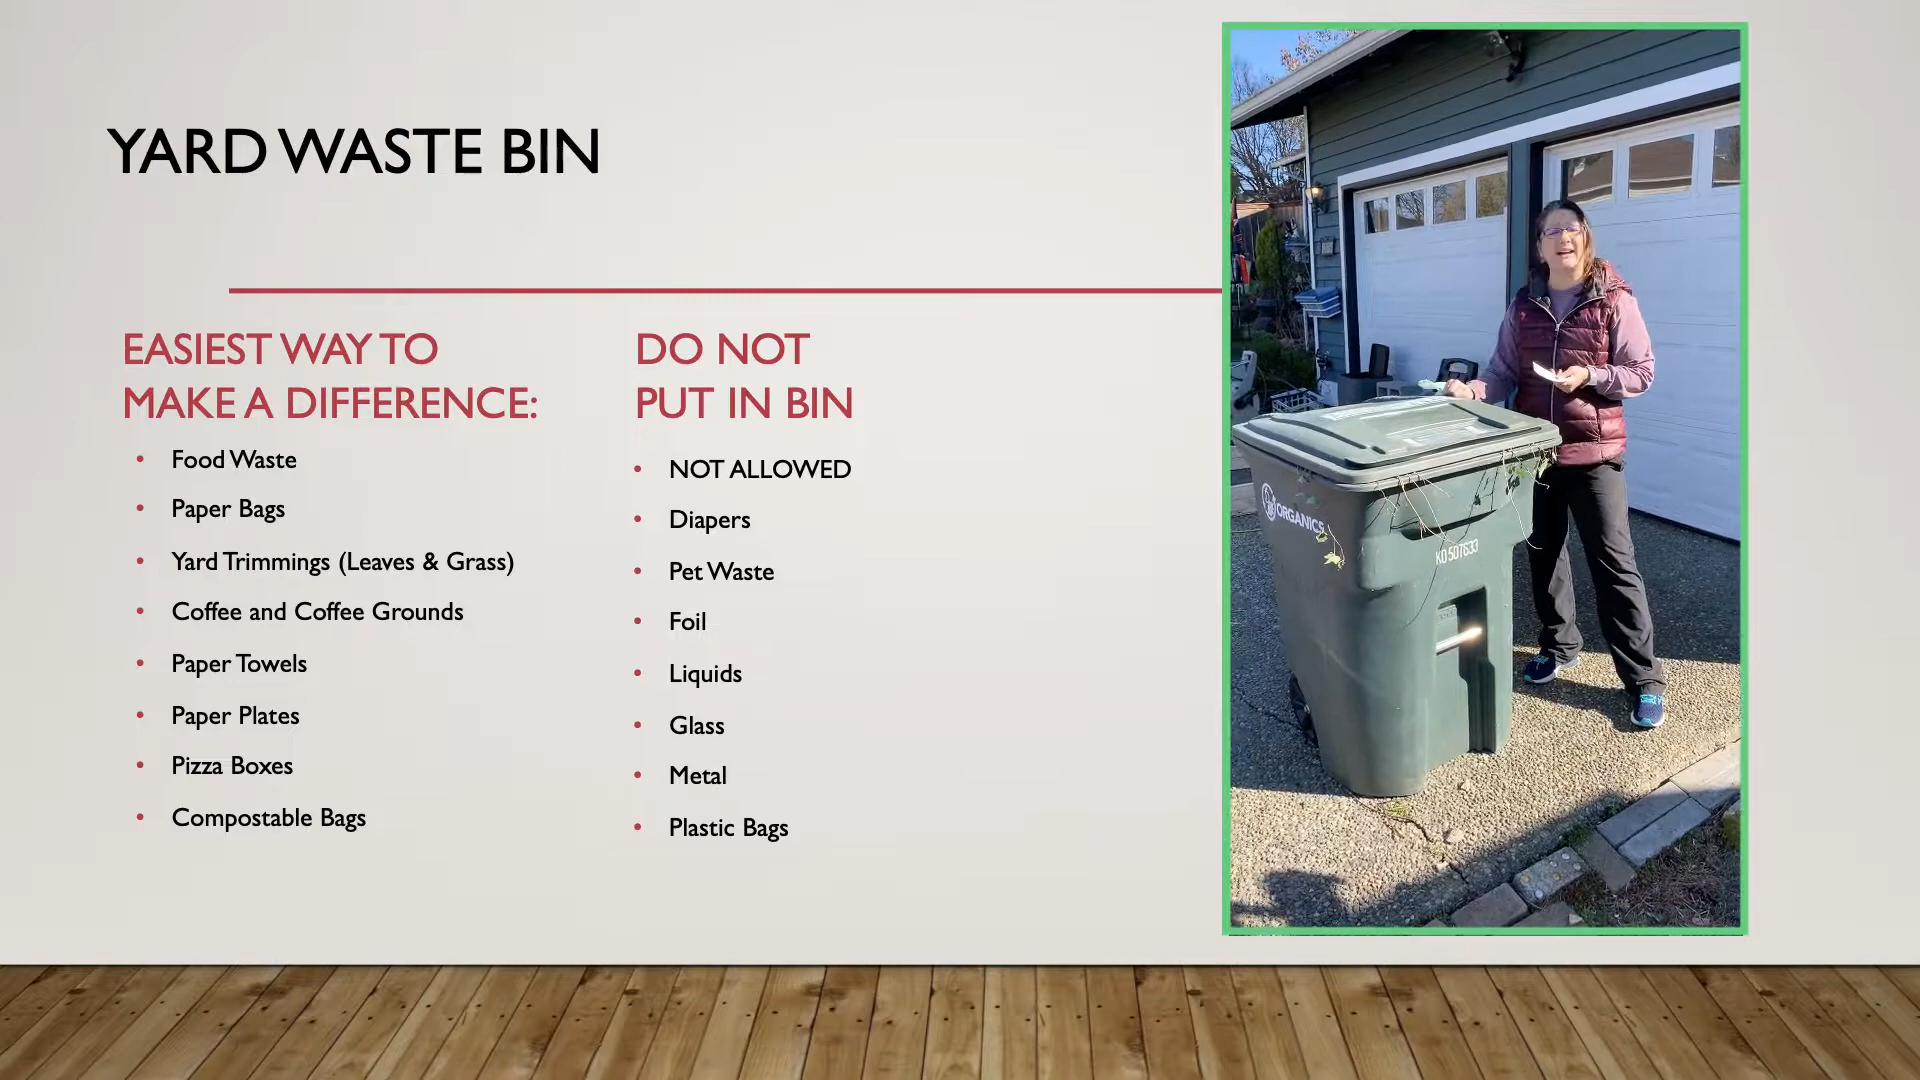 YARD WASTE BIN
EASIEST WAY TO
MAKE A DIFFERENCE:
• Food Waste
• Paper Bags
• Yard Trimmings (Leaves & Grass)
• Coffee and Coffee Grounds
• Paper Towels
• Paper Plates
• Pizza Boxes
• Compostable Bags
DO NOT
PUT IN BIN
• NOT ALLOWED
• Diapers
• Pet Waste
• Foil
• Liquids
• Glass
• Metal
• Plastic Bags
ORGANICS
KO 507633